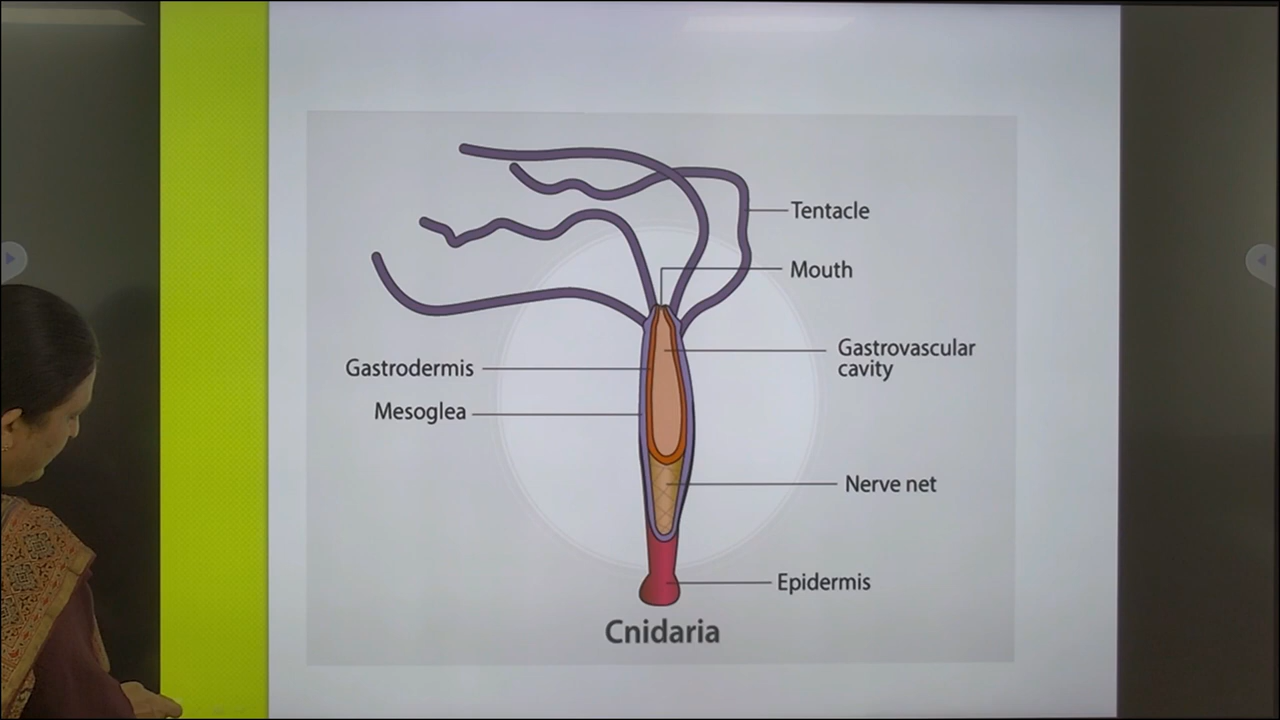 Tentacle
Mouth
Gastrovascular
cavity
Gastrodermis
Mesoglea
Nerve net
Epidermis
Cnidaria